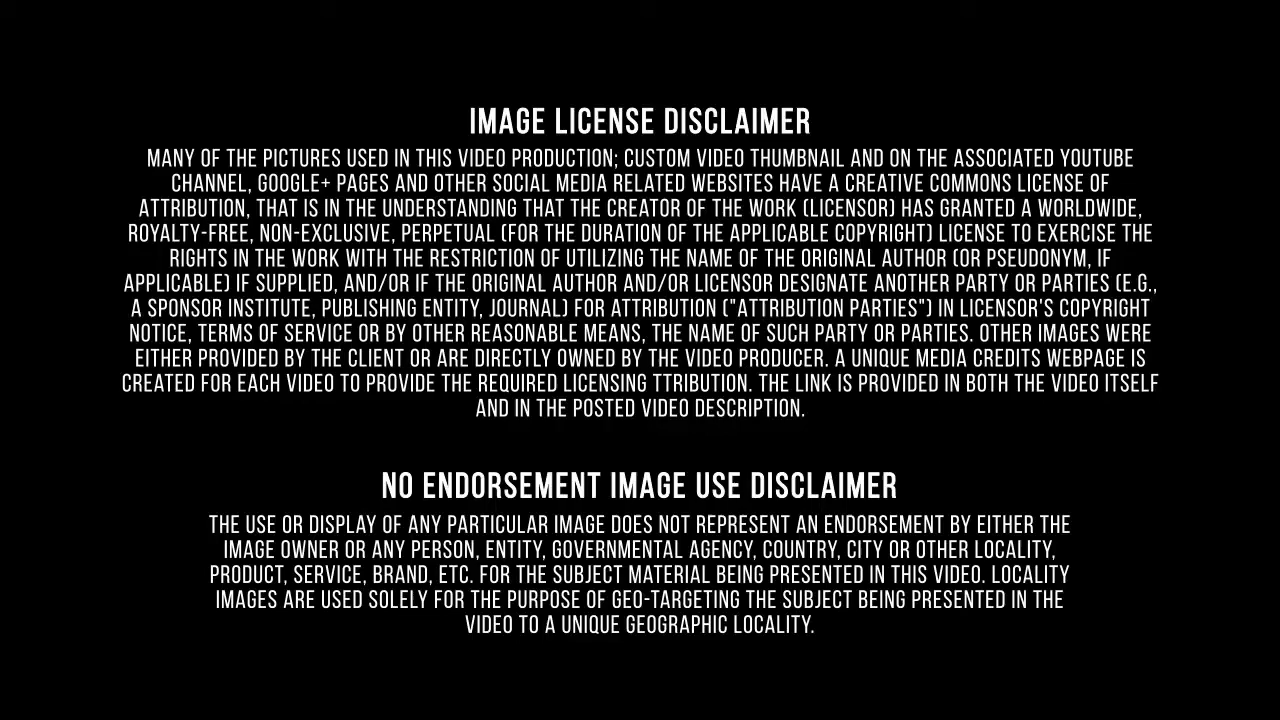 IMAGE LICENSE DISCLAIMER
MANY OF THE PICTURES USED IN THIS VIDEO PRODUCTION; CUSTOM VIDEO THUMBNAIL AND ON THE ASSOCIATED YOUTUBE
CHANNEL, GOOGLE+ PAGES AND OTHER SOCIAL MEDIA RELATED WEBSITES HAVE A CREATIVE COMMONS LICENSE OF
ATTRIBUTION, THAT IS IN THE UNDERSTANDING THAT THE CREATOR OF THE WORK (LICENSOR) HAS GRANTED A WORLDWIDE,
ROYALTY-FREE, NON-EXCLUSIVE, PERPETUAL (FOR THE DURATION OF THE APPLICABLE COPYRIGHT) LICENSE TO EXERCISE THE
RIGHTS IN THE WORK WITH THE RESTRICTION OF UTILIZING THE NAME OF THE ORIGINAL AUTHOR (OR PSEUDONYM, IF
APPLICABLE) IF SUPPLIED, AND/OR IF THE ORIGINAL AUTHOR AND/OR LICENSOR DESIGNATE ANOTHER PARTY OR PARTIES (E.G.,
A SPONSOR INSTITUTE, PUBLISHING ENTITY, JOURNAL) FOR ATTRIBUTION ("ATTRIBUTION PARTIES") IN LICENSOR'S COPYRIGHT
NOTICE, TERMS OF SERVICE OR BY OTHER REASONABLE MEANS, THE NAME OF SUCH PARTY OR PARTIES. OTHER IMAGES WERE
EITHER PROVIDED BY THE CLIENT OR ARE DIRECTLY OWNED BY THE VIDEO PRODUCER. A UNIQUE MEDIA CREDITS WEBPAGE IS
CREATED FOR EACH VIDEO TO PROVIDE THE REQUIRED LICENSING TTRIBUTION. THE LINK IS PROVIDED IN BOTH THE VIDEO ITSELF
AND IN THE POSTED VIDEO DESCRIPTION.
NO ENDORSEMENT IMAGE USE DISCLAIMER
THE USE OR DISPLAY OF ANY PARTICULAR IMAGE DOES NOT REPRESENT AN ENDORSEMENT BY EITHER THE
IMAGE OWNER OR ANY PERSON, ENTITY, GOVERNMENTAL AGENCY, COUNTRY, CITY OR OTHER LOCALITY,
PRODUCT, SERVICE, BRAND, ETC. FOR THE SUBJECT MATERIAL BEING PRESENTED IN THIS VIDEO. LOCALITY
IMAGES ARE USED SOLELY FOR THE PURPOSE OF GEO-TARGETING THE SUBJECT BEING PRESENTED IN THE
VIDEO TO A UNIQUE GEOGRAPHIC LOCALITY.